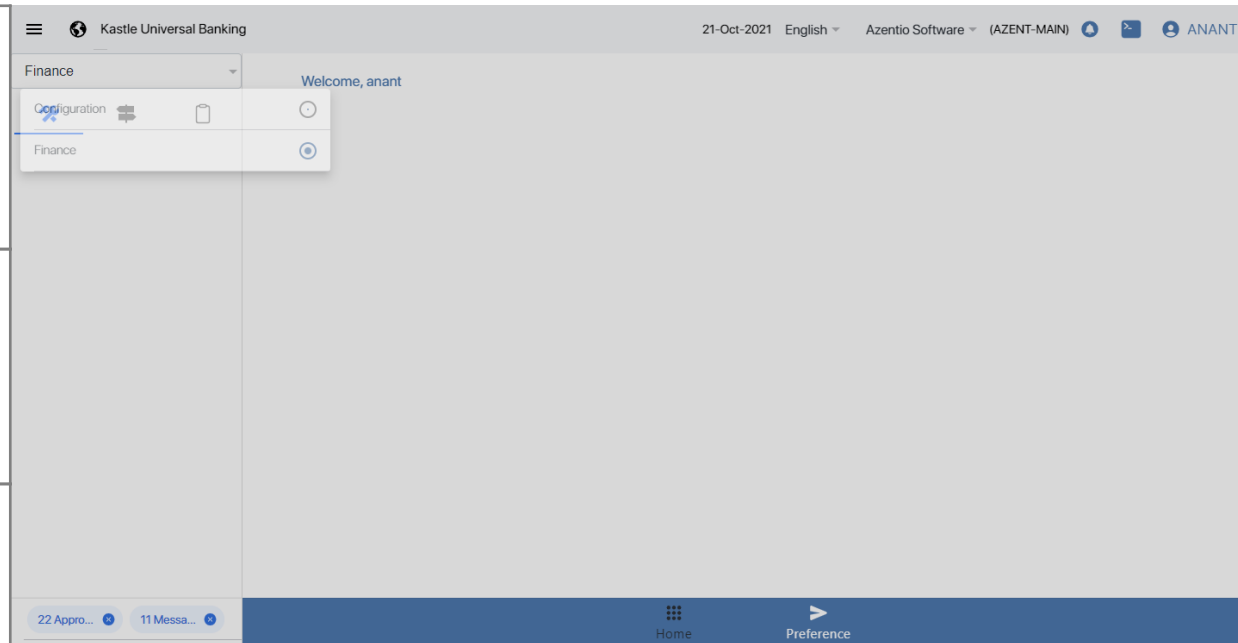 Kastle Universal Banking 21-Oct-2021 English Azentio Software (AZENT-MAIN) ANANT
Finance
Welcome, anant
Configuration
Finance
22 Appro... 11 Messa...
Home Preference